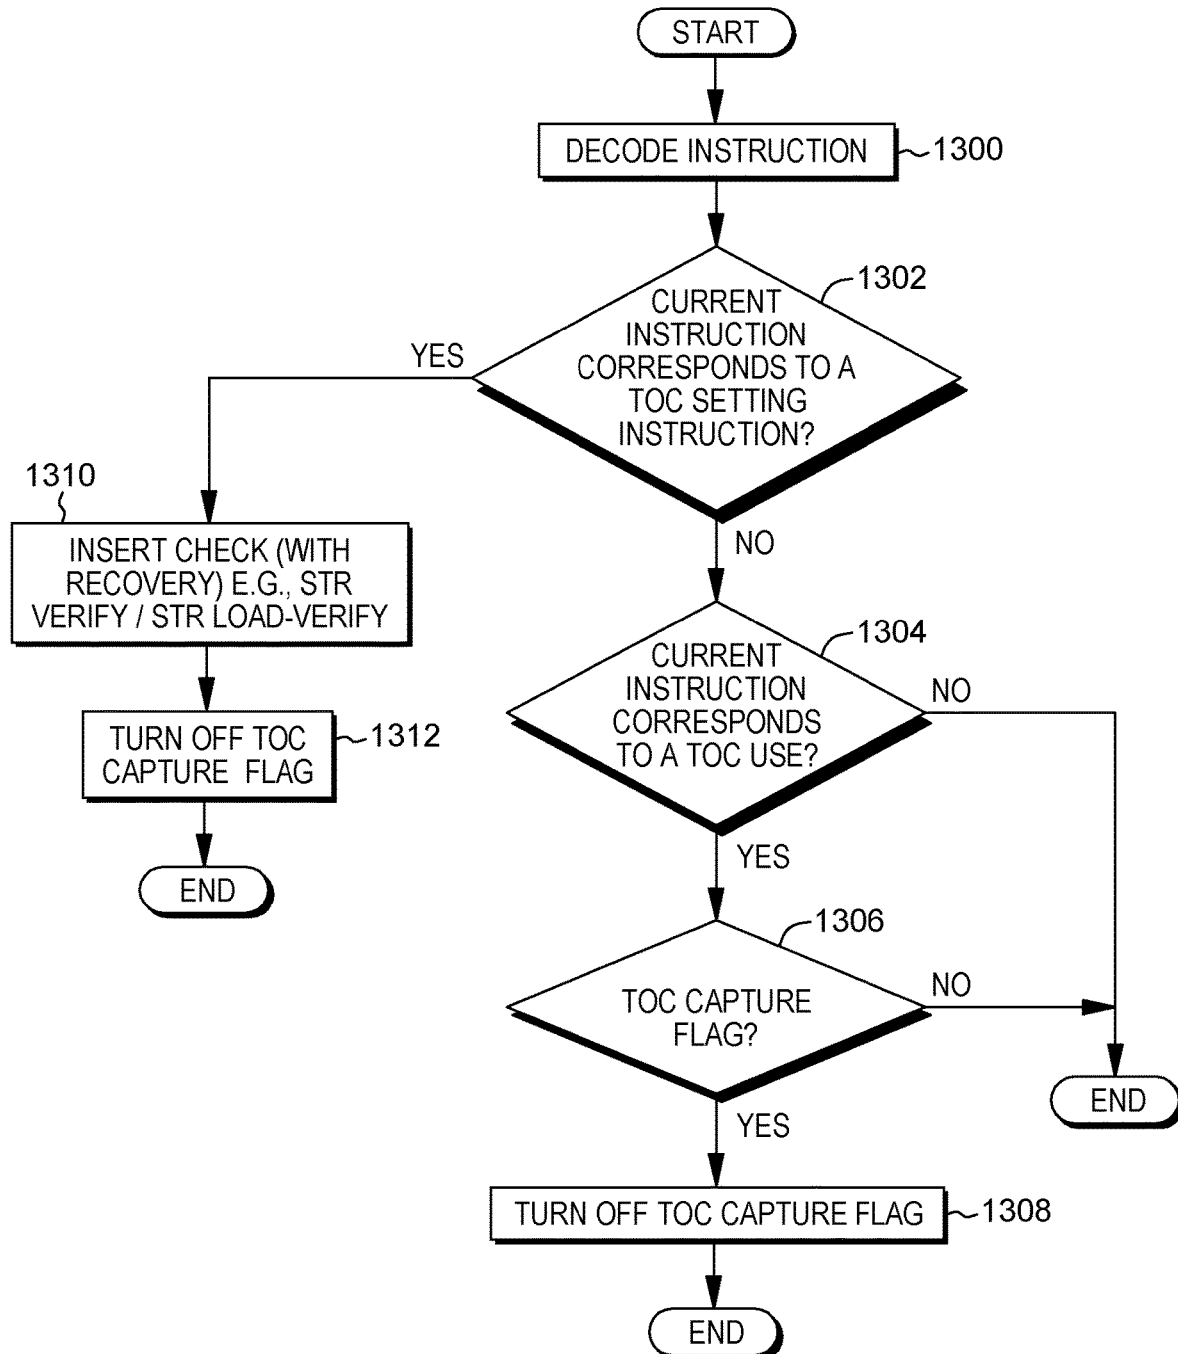 START
DECODE INSTRUCTION
1300
1302
CURRENT
INSTRUCTION
CORRESPONDS TO A
TOC SETTING
INSTRUCTION?
YES
NO
1310
INSERT CHECK (WITH
RECOVERY) E.G., STR
VERIFY / STR LOAD-VERIFY
TURN OFF TOC
CAPTURE FLAG
1312
END
1304
CURRENT
INSTRUCTION
CORRESPONDS
TO A TOC USE?
NO
YES
1306
TOC CAPTURE
FLAG?
NO
END
YES
TURN OFF TOC CAPTURE FLAG
1308
END